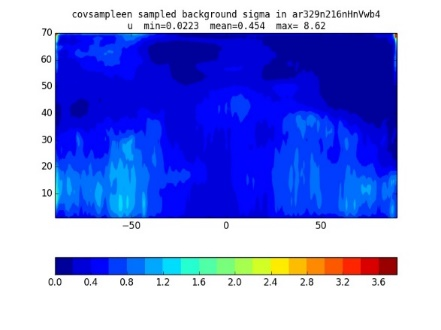 covsampleen sampled background sigma in ar329n216nHnVwb4
u min=0.0223 mean=0.454 max= 8.62
70
60
50
40
30
20
10
−50 0 50
0.0 0.4 0.8 1.2 1.6 2.0 2.4 2.8 3.2 3.6